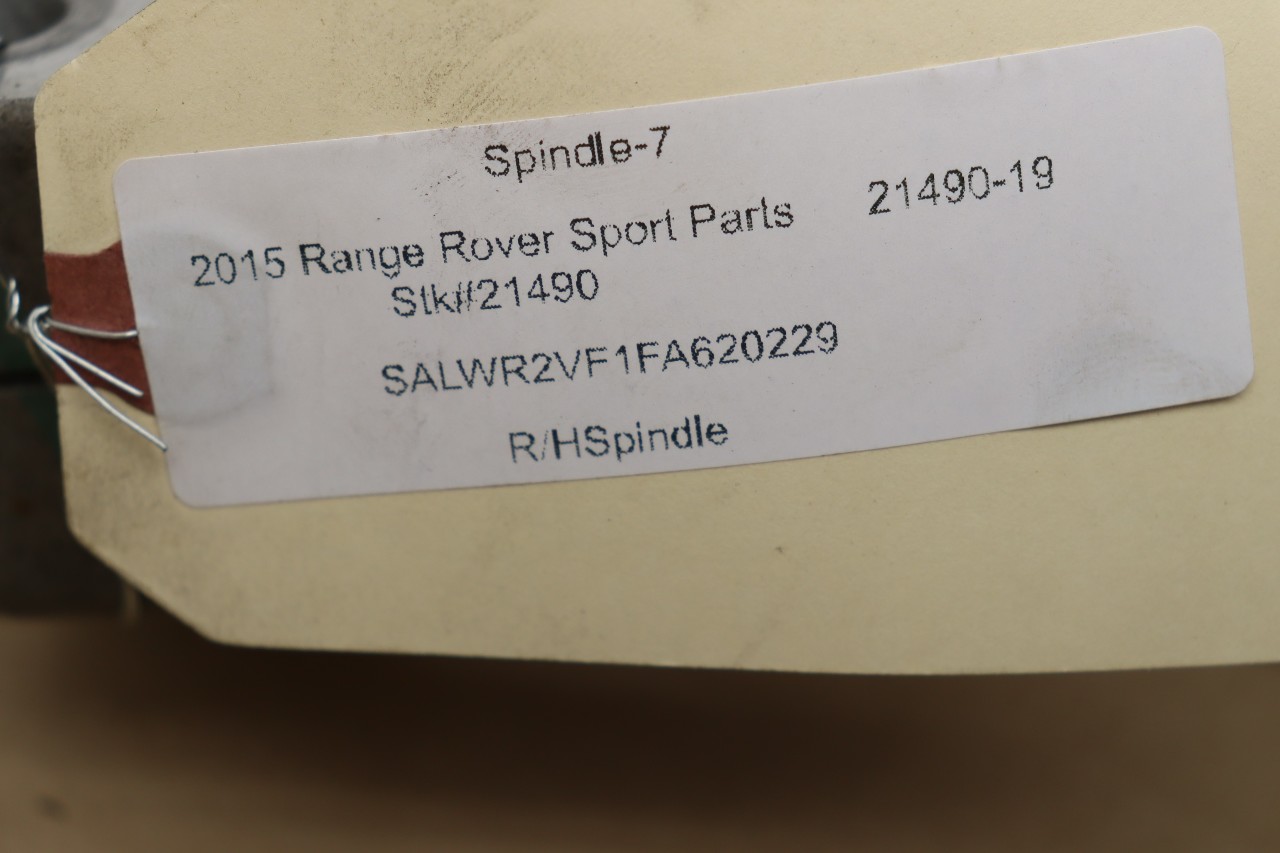 Spindle-7
2015 Range Rover Sport Parts 21490-19
Stk#21490
SALWR2VF1FA620229
R/HSpindle